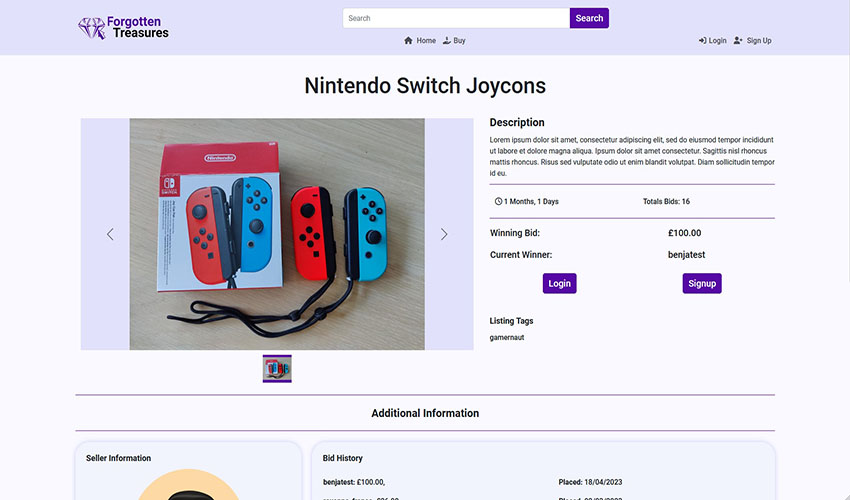 Forgotten
Treasures
Search
Search
Home
Buy
Login
Sign Up
Nintendo Switch Joycons
Nintendo
Description
Lorem ipsum dolor sit amet, consectetur adipiscing elit, sed do eiusmod tempor incididunt
ut labore et dolore magna aliqua. Ipsum dolor sit amet consectetur. Sagittis nisl rhoncus
mattis rhoncus. Risus sed vulputate odio ut enim blandit volutpat. Diam sollicitudin tempor
id eu.
1 Months, 1 Days
Totals Bids: 16
Winning Bid:
£100.00
Current Winner:
benjatest
Login
Signup
Listing Tags
gamernaut
Additional Information
Seller Information
Bid History
benjatest: £100.00,
Placed: 18/04/2023